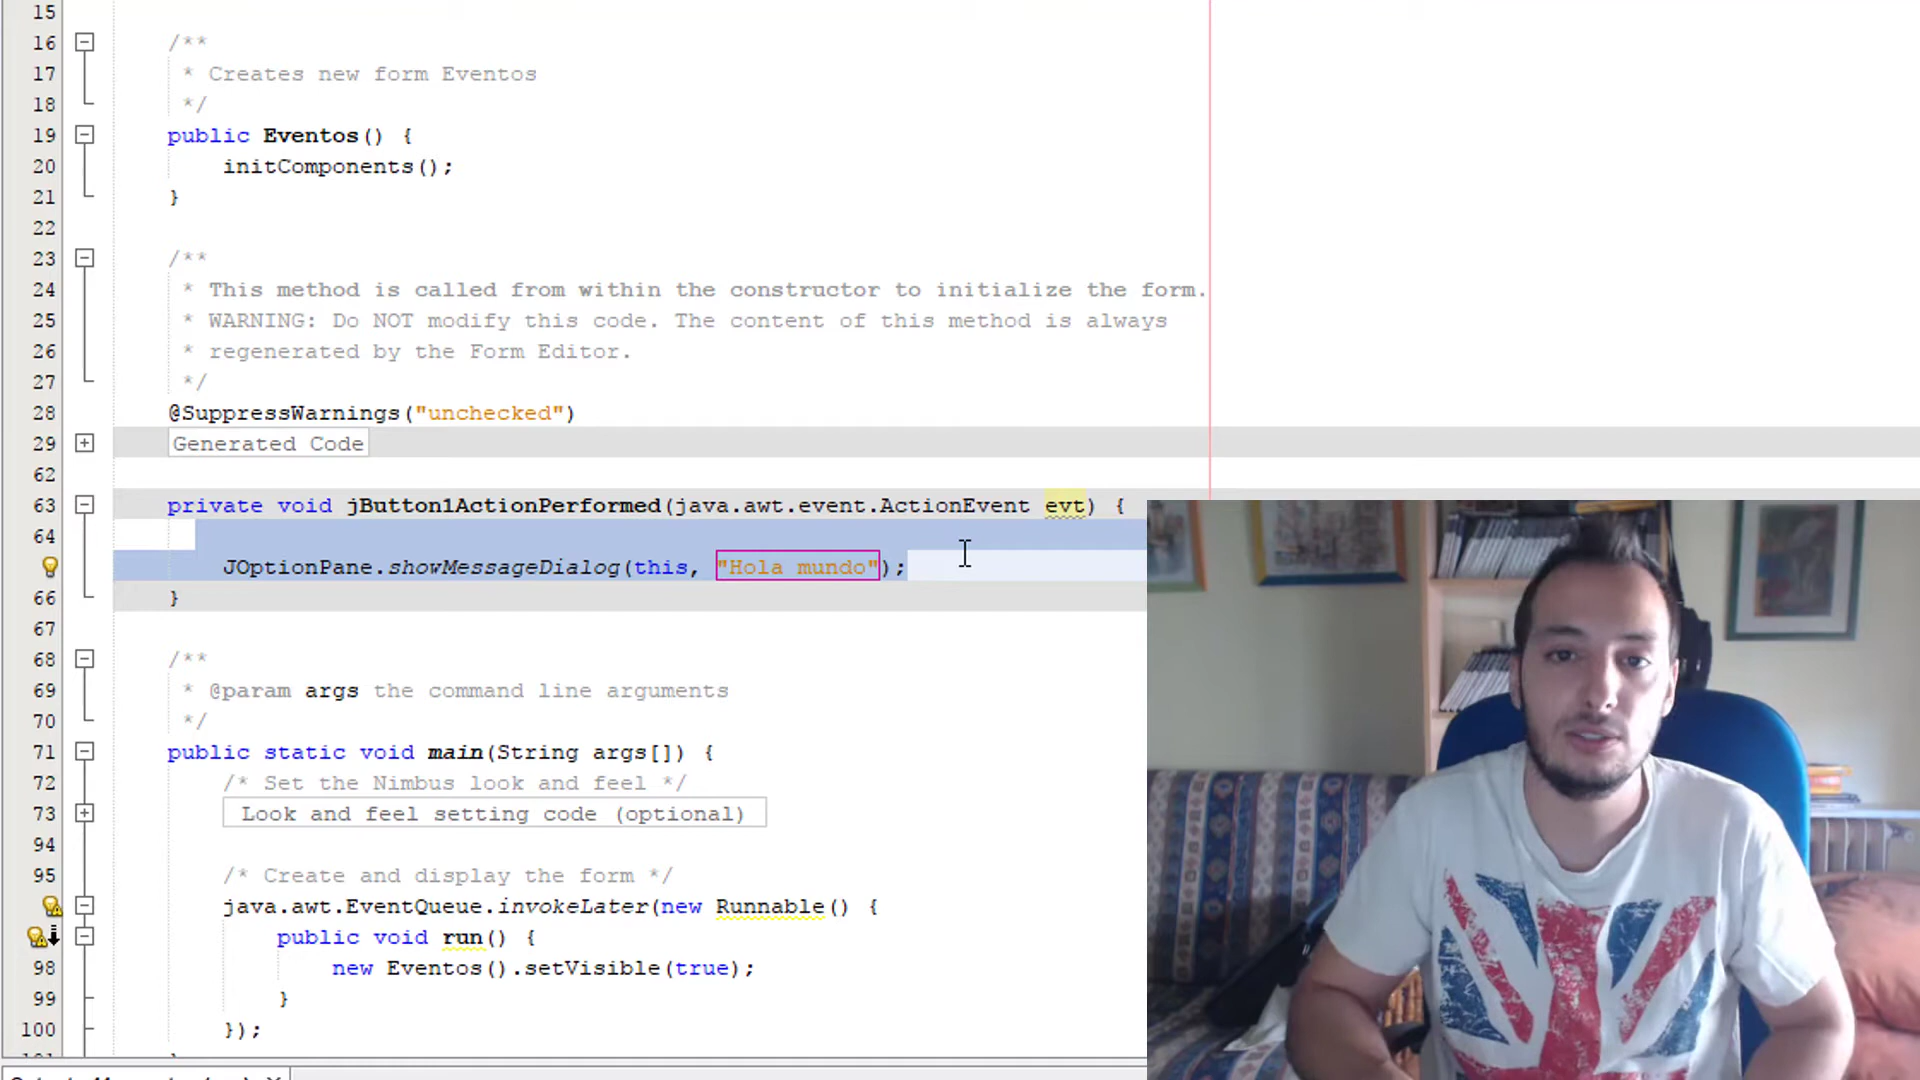 15
16 /**
17 * Creates new form Eventos
18 */
19 public Eventos() {
20 initComponents();
21 }
22
23 /**
24 * This method is called from within the constructor to initialize the form.
25 * WARNING: Do NOT modify this code. The content of this method is always
26 * regenerated by the Form Editor.
27 */
28 @SuppressWarnings("unchecked")
29 Generated Code
62
63 private void jButton1ActionPerformed(java.awt.event.ActionEvent evt) {
64
JOptionPane.showMessageDialog(this, "Hola mundo");
66 }
67
68 /**
69 * @param args the command line arguments
70 */
71 public static void main(String args[]) {
72 /* Set the Nimbus look and feel */
73 Look and feel setting code (optional)
94
95 /* Create and display the form */
java.awt.EventQueue.invokeLater(new Runnable() {
public void run() {
98 new Eventos().setVisible(true);
99 }
100 });